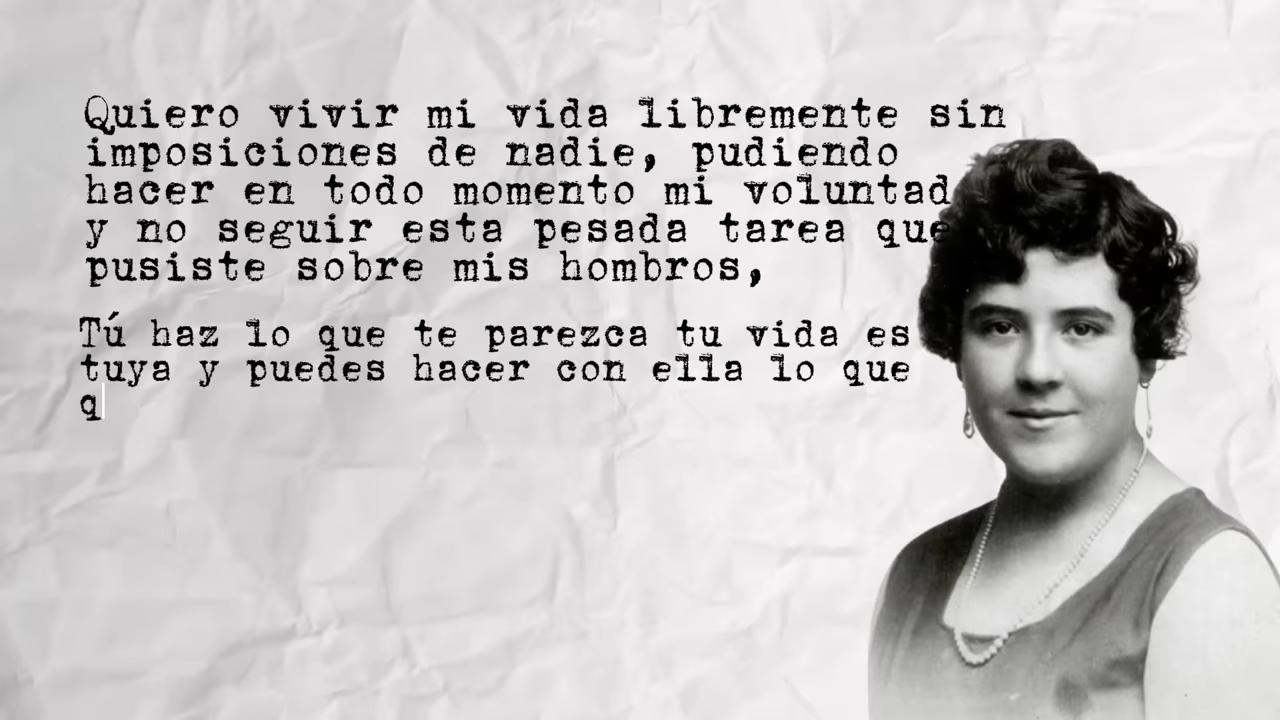 Quiero vivir mi vida libremente sin
imposiciones de nadie, pudiendo
hacer en todo momento mi voluntad
y no seguir esta pesada tarea que
pusiste sobre mis hombros,
Tú haz lo que te parezca tu vida es
tuya y puedes hacer con ella lo que
q